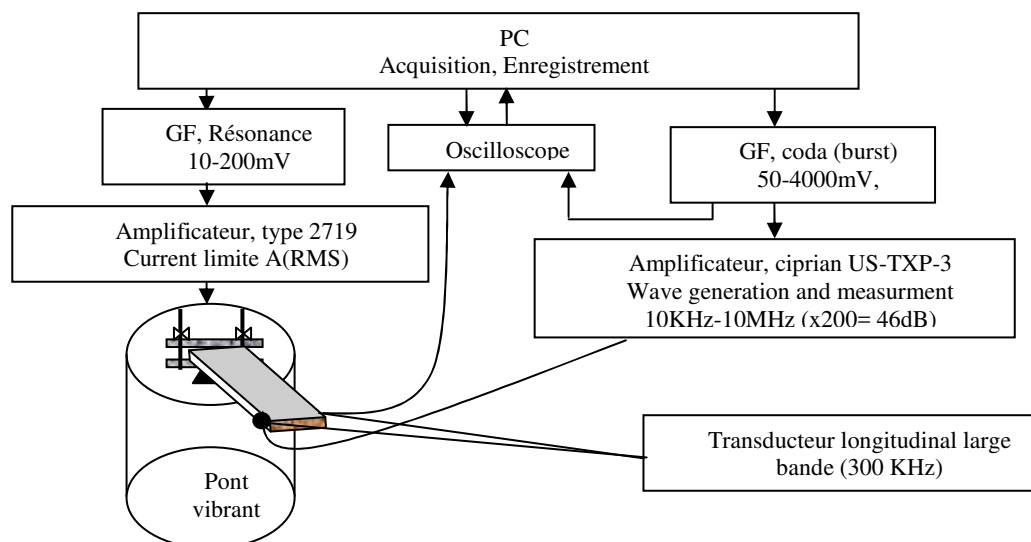 PC
Acquisition, Enregistrement
GF, Résonance
10-200mV
Oscilloscope
GF, coda (burst)
50-4000mV,
Amplificateur, type 2719
Current limite A(RMS)
Amplificateur, ciprian US-TXP-3
Wave generation and measurment
10KHz-10MHz (x200= 46dB)
Transducteur longitudinal large
bande (300 KHz)
Pont
vibrant